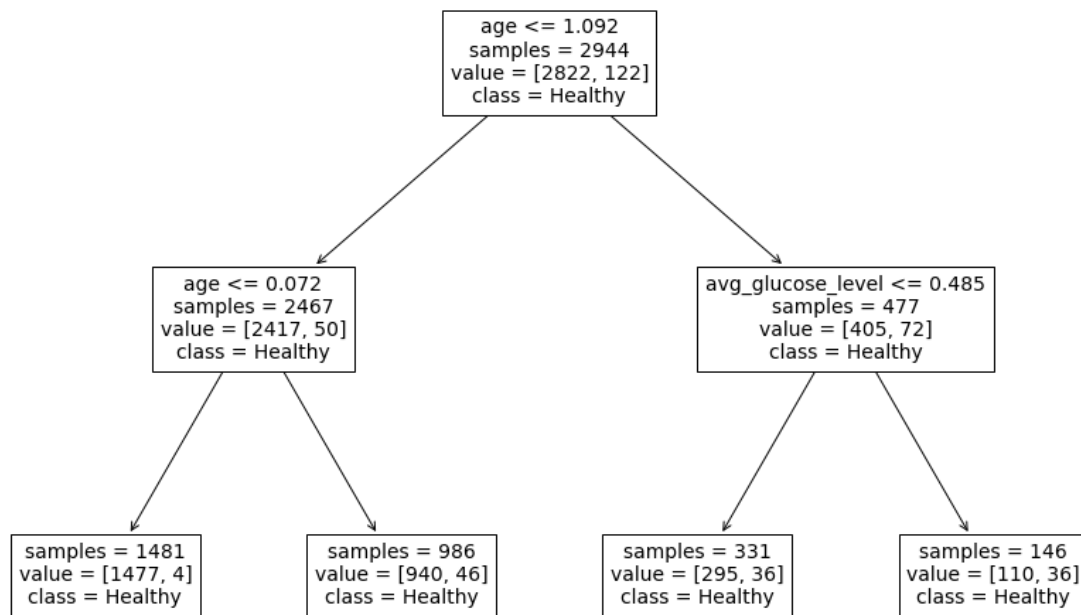 age <= 1.092
samples = 2944
value = [2822, 122]
class = Healthy
age <= 0.072
samples = 2467
value = [2417, 50]
class = Healthy
avg_glucose_level <= 0.485
samples = 477
value = [405, 72]
class = Healthy
samples = 1481
value = [1477, 4]
class = Healthy
samples = 986
value = [940, 46]
class = Healthy
samples = 331
value = [295, 36]
class = Healthy
samples = 146
value = [110, 36]
class = Healthy